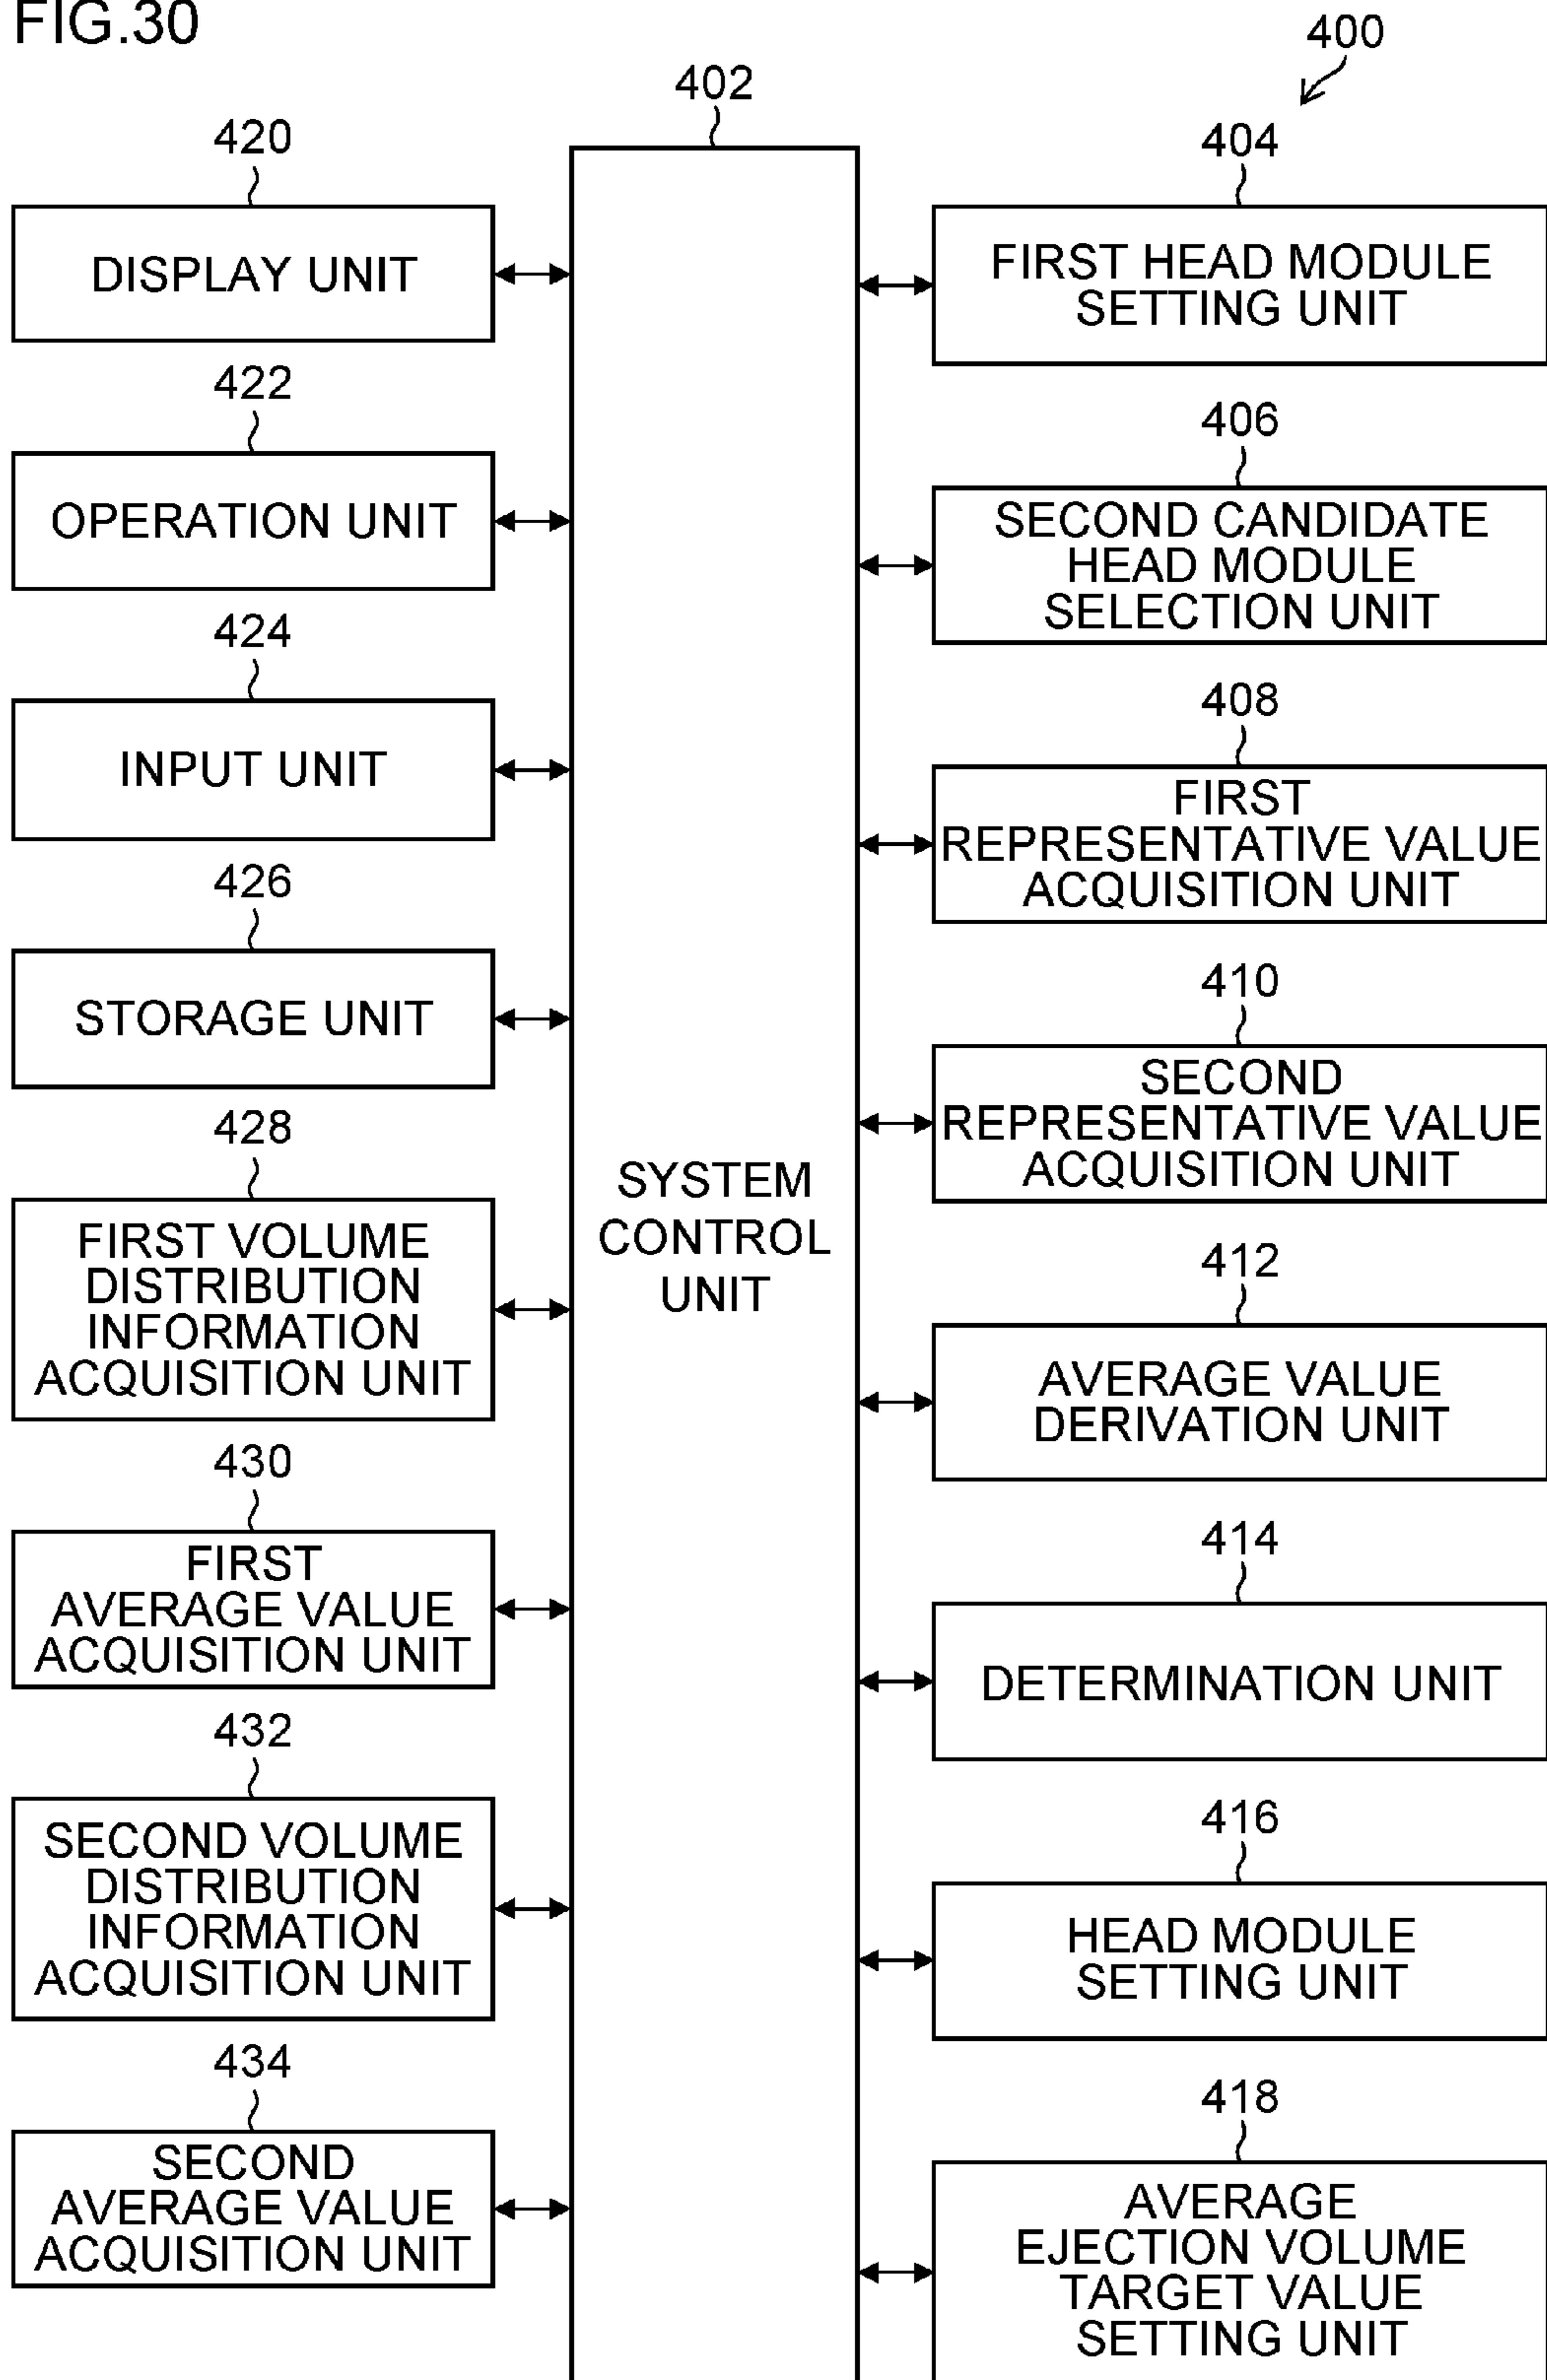 FIG.30
400
402
420
DISPLAY UNIT
422
OPERATION UNIT
424
INPUT UNIT
426
STORAGE UNIT
428
FIRST VOLUME
DISTRIBUTION
INFORMATION
ACQUISITION UNIT
430
FIRST
AVERAGE VALUE
ACQUISITION UNIT
432
SECOND VOLUME
DISTRIBUTION
INFORMATION
ACQUISITION UNIT
434
SECOND
AVERAGE VALUE
ACQUISITION UNIT
SYSTEM
CONTROL
UNIT
404
FIRST HEAD MODULE
SETTING UNIT
406
SECOND CANDIDATE
HEAD MODULE
SELECTION UNIT
408
FIRST
REPRESENTATIVE VALUE
ACQUISITION UNIT
410
SECOND
REPRESENTATIVE VALUE
ACQUISITION UNIT
412
AVERAGE VALUE
DERIVATION UNIT
414
DETERMINATION UNIT
416
HEAD MODULE
SETTING UNIT
418
AVERAGE
EJECTION VOLUME
TARGET VALUE
SETTING UNIT